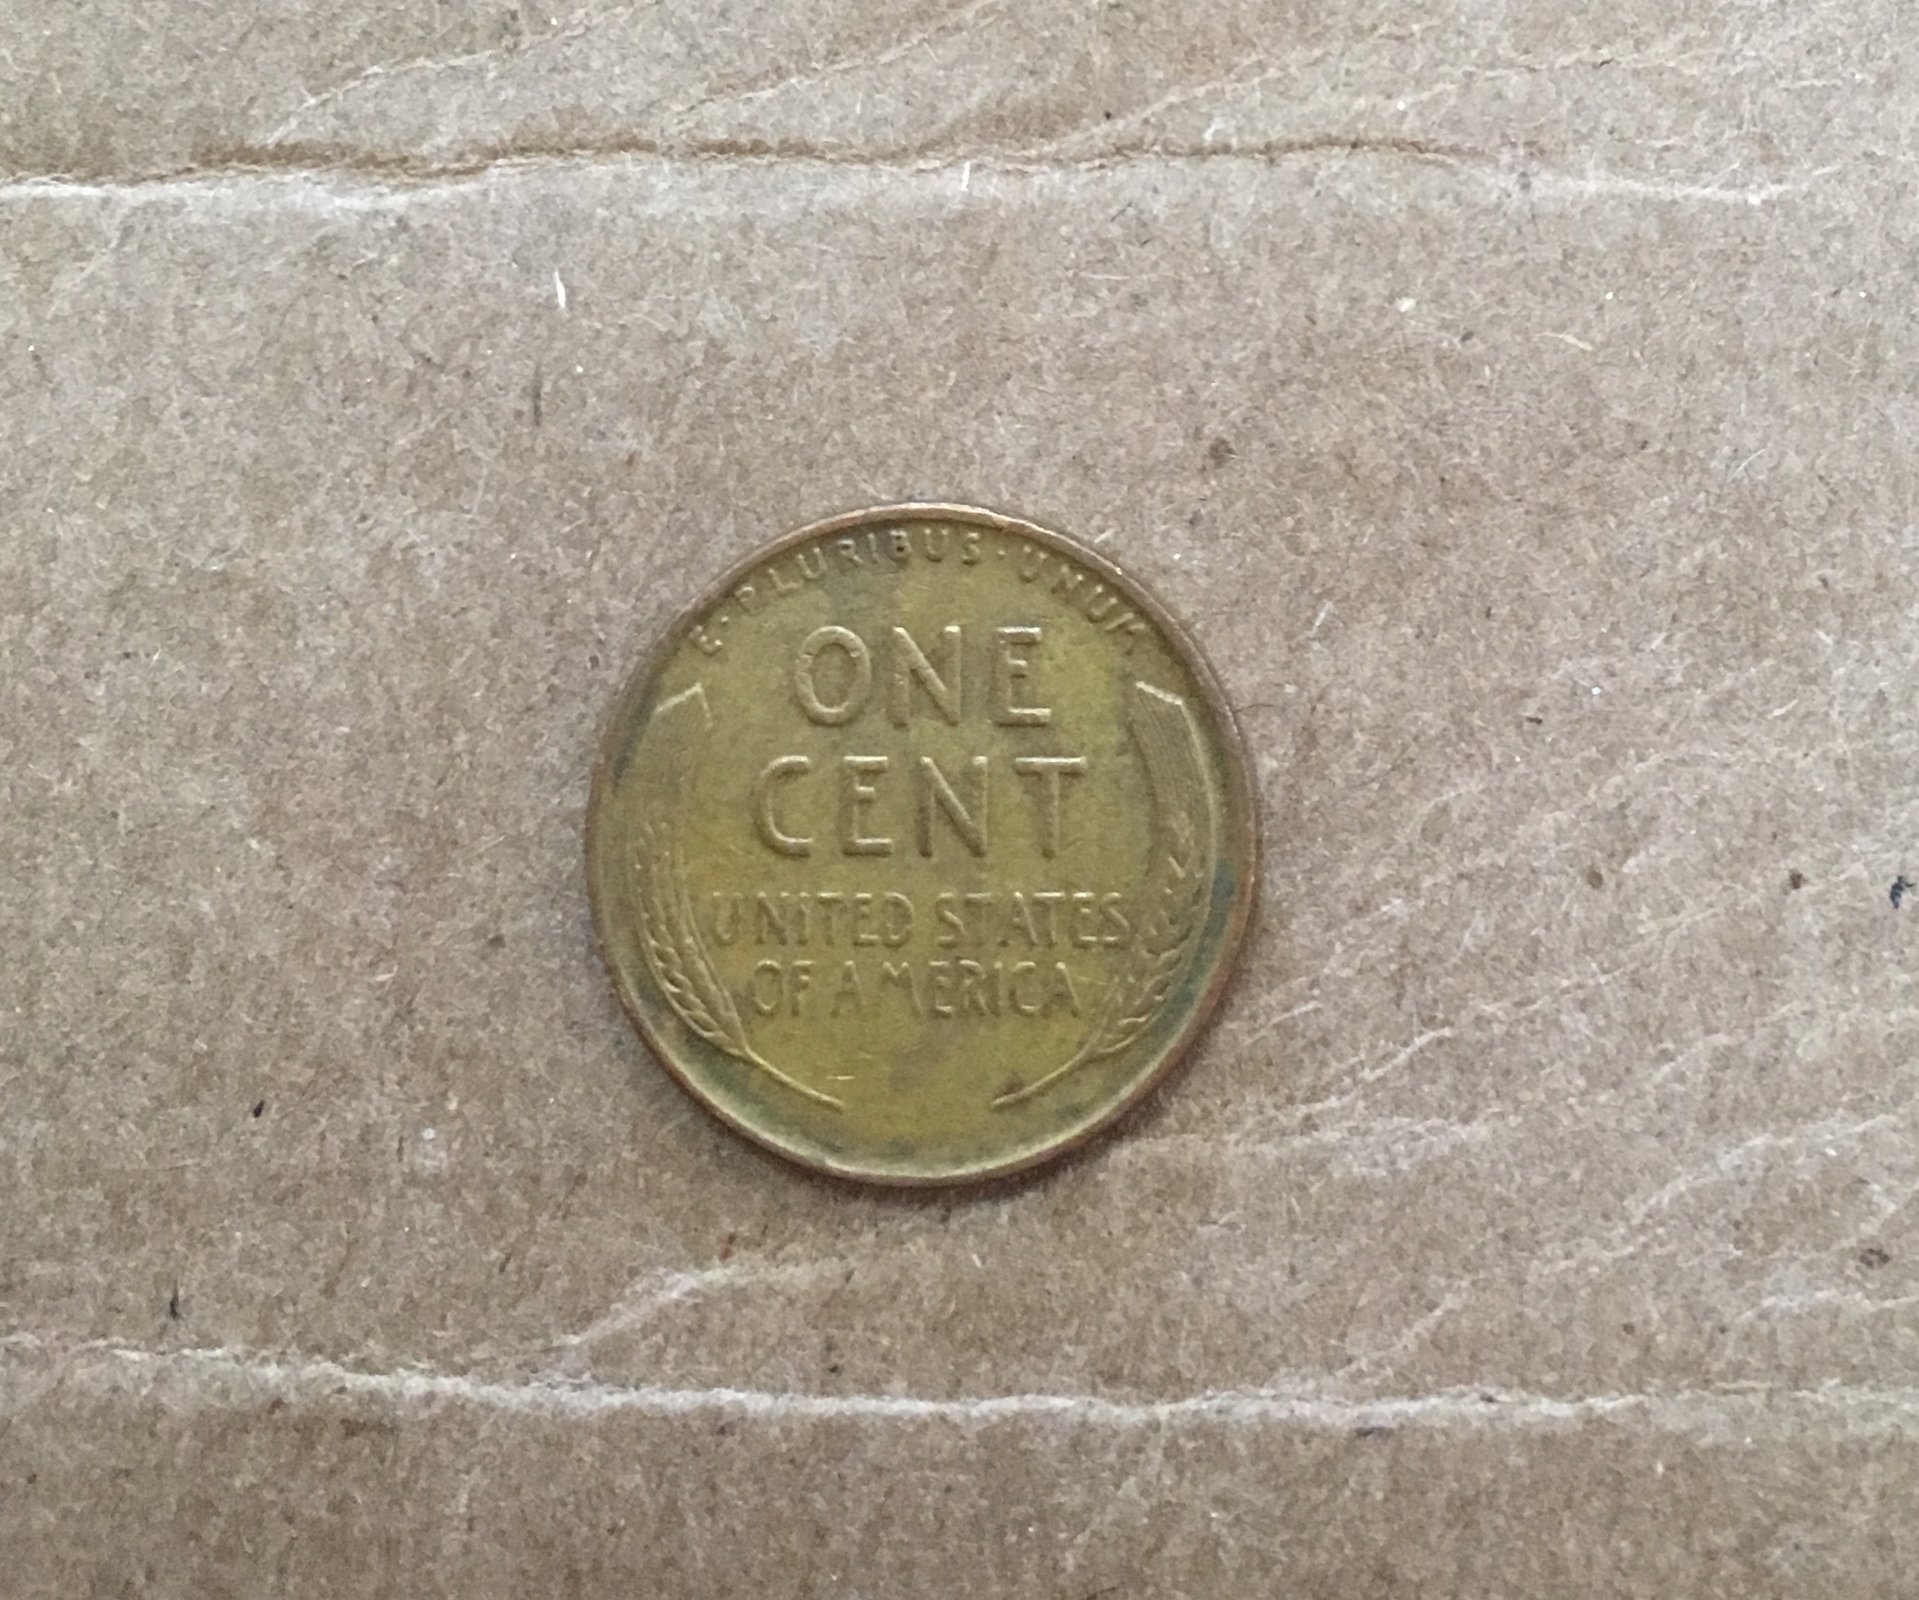 E·PLURIBUS·UNUM
ONE
CENT
UNITED STATES
OF AMERICA